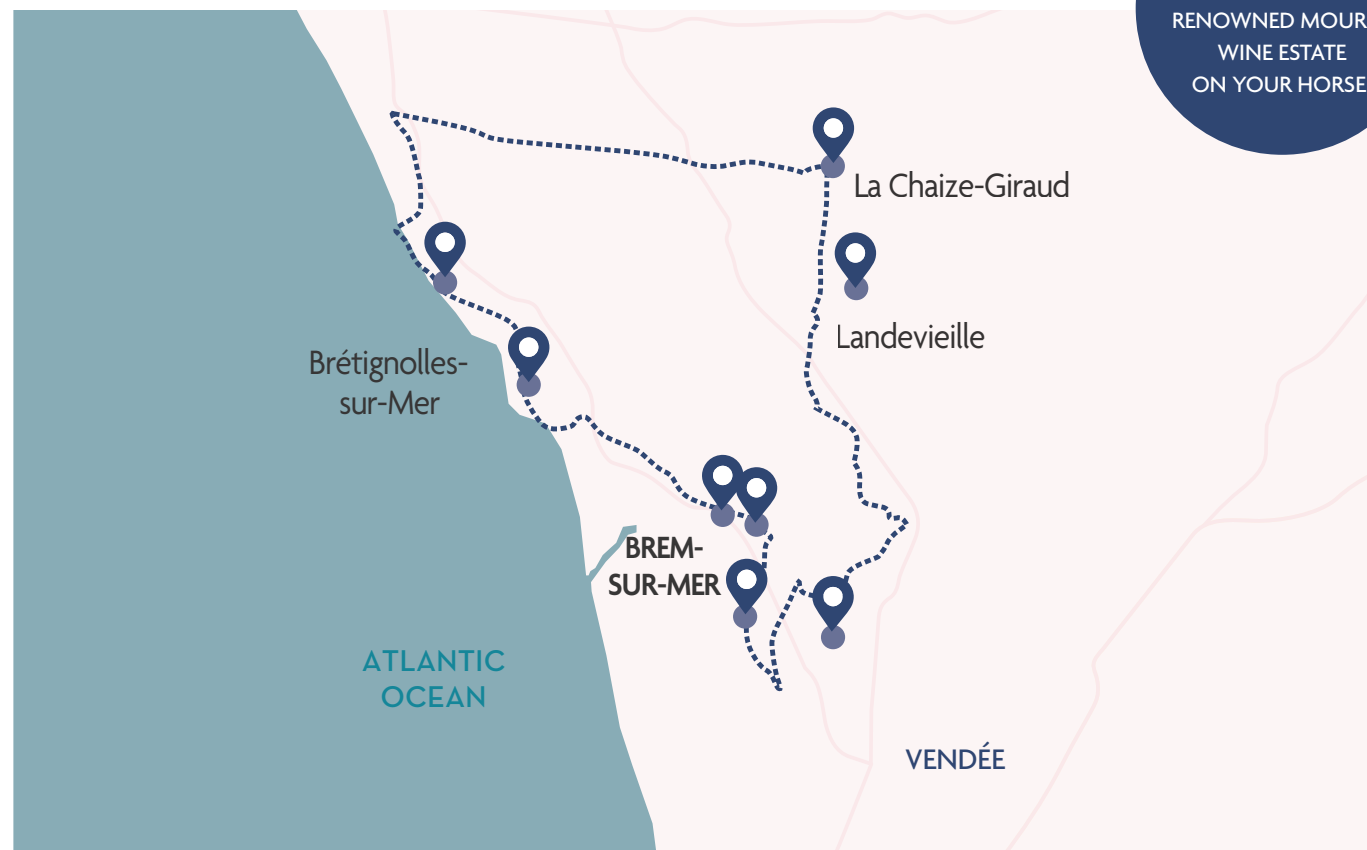 RENOWNED
WINE ESTATE
ON YOUR HORSE
La Chaize-Giraud
Landevieille
Brétignolles-
sur-Mer
BREM-
SUR-MER
ATLANTIC
OCEAN
VENDÉE